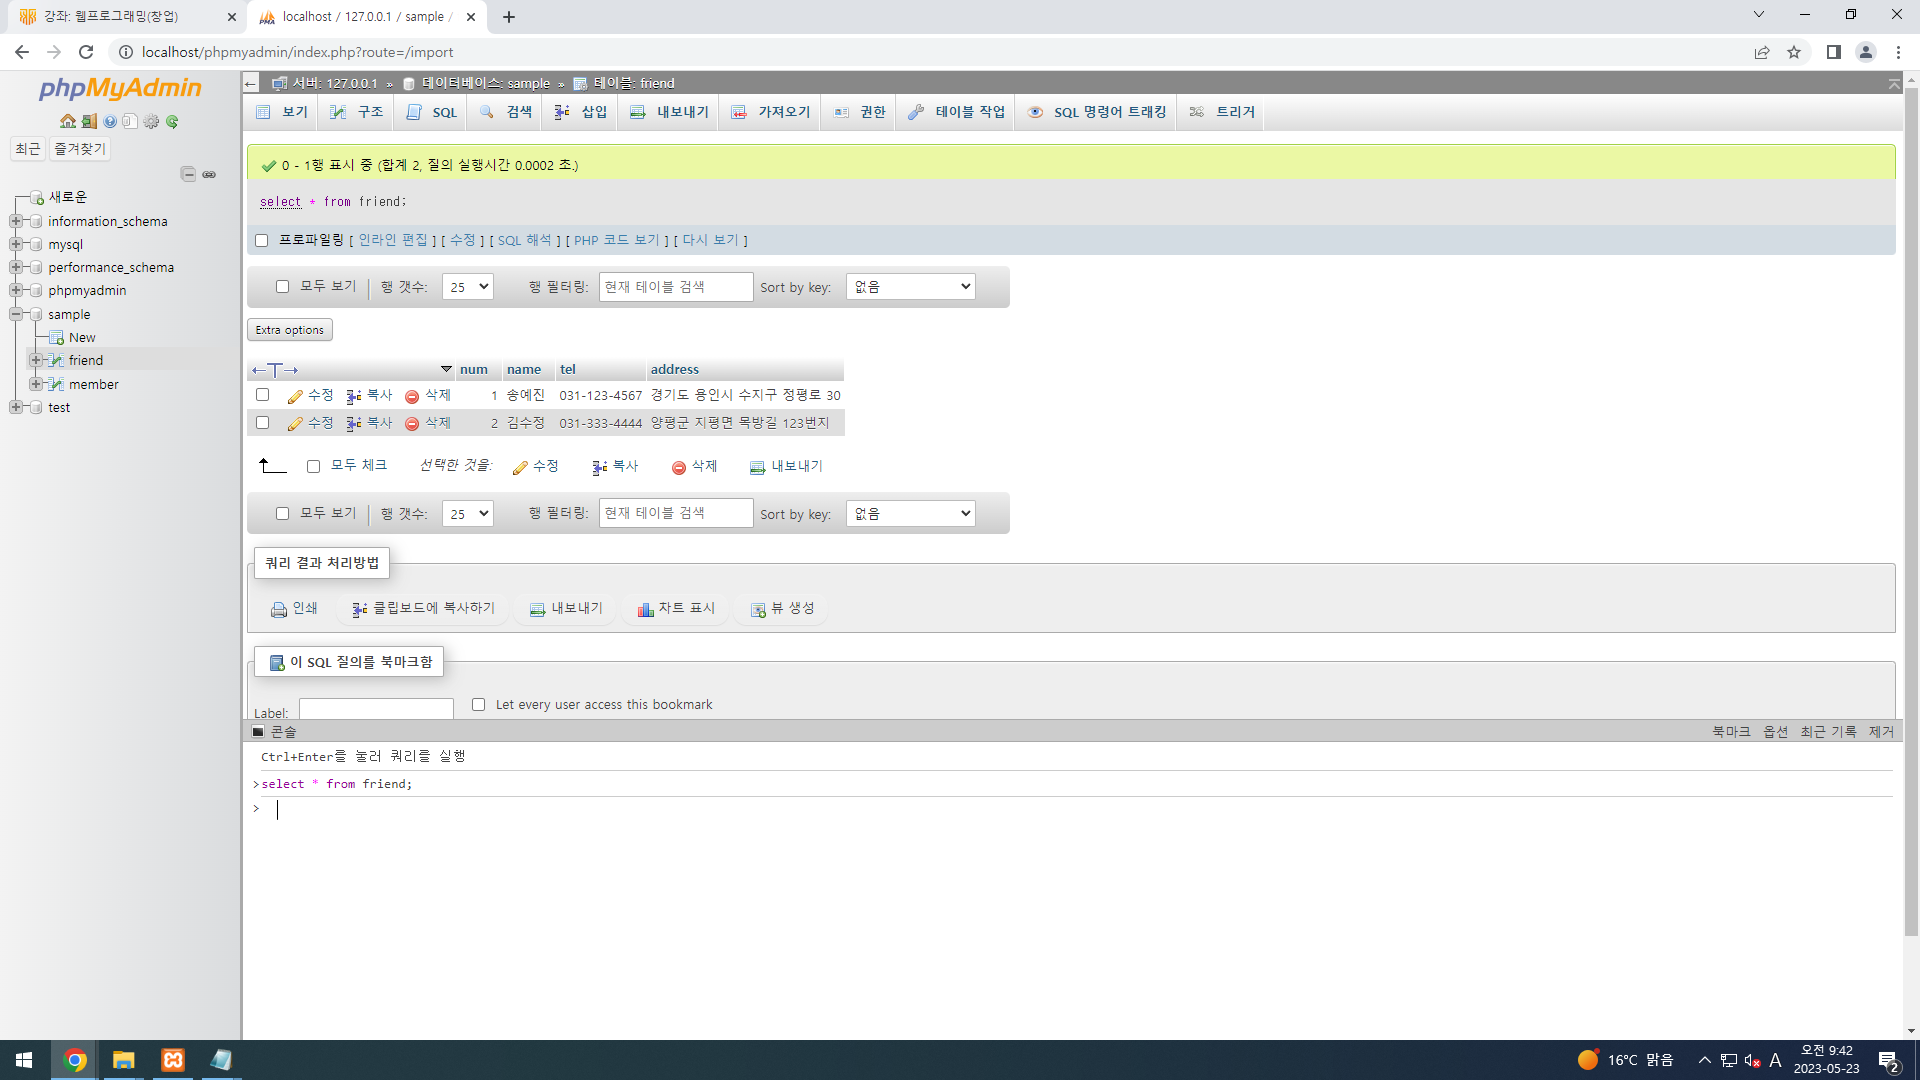 강좌: 웹프로그래밍(창업)
localhost / 127.0.0.1 / sample /
localhost/phpmyadmin/index.php?route=/import
phpMyAdmin
최근 즐겨찾기
새로운
information_schema
mysql
performance_schema
phpmyadmin
sample
New
friend
member
test
서버: 127.0.0.1 » 데이터베이스: sample » 테이블: friend
보기 구조 SQL 검색 삽입 내보내기 가져오기 권한 테이블 작업 SQL 명령어 트래킹 트리거
0 - 1행 표시 중 (합계 2, 질의 실행시간 0.0002 초.)
select * from friend;
프로파일링 [ 인라인 편집 ] [ 수정 ] [ SQL 해석 ] [ PHP 코드 보기 ] [ 다시 보기 ]
모두 보기 행 갯수: 25 행 필터링: 현재 테이블 검색 Sort by key: 없음
Extra options
num name tel address
수정 복사 삭제 1 송예진 031-123-4567 경기도 용인시 수지구 정평로 30
수정 복사 삭제 2 김수정 031-333-4444 양평군 지평면 목방길 123번지
모두 체크 선택한 것을: 수정 복사 삭제 내보내기
모두 보기 행 갯수: 25 행 필터링: 현재 테이블 검색 Sort by key: 없음
쿼리 결과 처리방법
인쇄 클립보드에 복사하기 내보내기 차트 표시 뷰 생성
이 SQL 질의를 북마크함
Label: Let every user access this bookmark
콘솔 북마크 옵션 최근 기록 제거
Ctrl+Enter를 눌러 쿼리를 실행
>select * from friend;
>
16°C 맑음 A 오전 9:42
2023-05-23
2